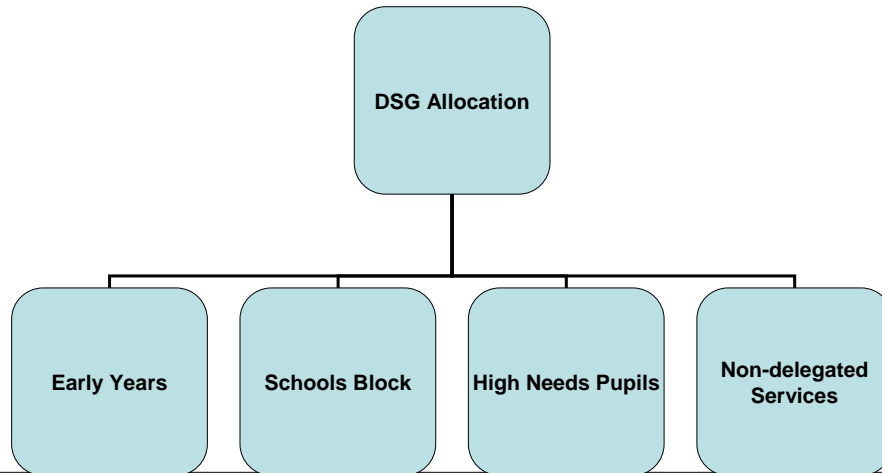 DSG Allocation
Early Years
Schools Block
High Needs Pupils
Non-delegated
Services